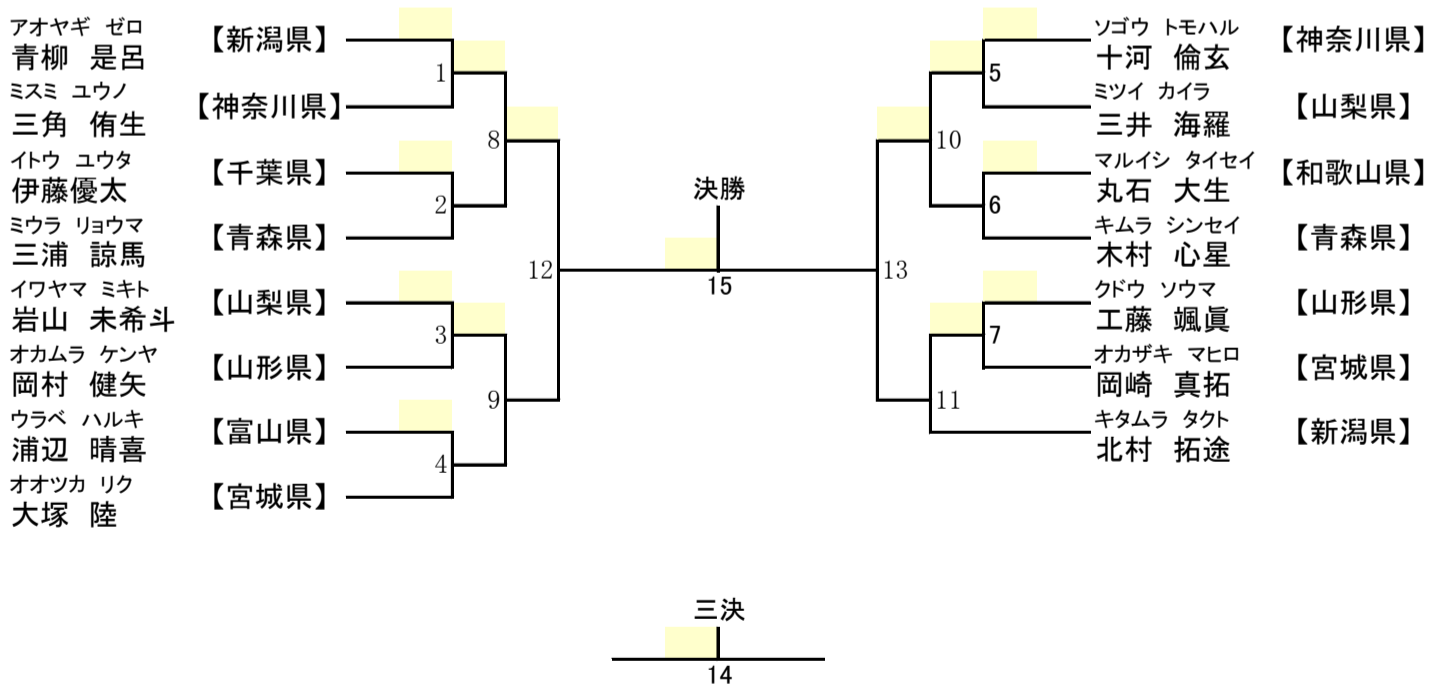 アオヤギ ゼロ
青柳 是呂
【新潟県】
1
ミスミ ユウノ
三角 侑生
【神奈川県】
8
イトウ ユウタ
伊藤優太
【千葉県】
2
ミウラ リョウマ
三浦 諒馬
【青森県】
12
イワヤマ ミキト
岩山 未希斗
【山梨県】
3
オカムラ ケンヤ
岡村 健矢
【山形県】
9
ウラベ ハルキ
浦辺 晴喜
【富山県】
4
オオツカ リク
大塚 陸
【宮城県】
決勝
15
ソゴウ トモハル
十河 倫玄
【神奈川県】
5
ミツイ カイラ
三井 海羅
【山梨県】
10
マルイシ タイセイ
丸石 大生
【和歌山県】
6
キムラ シンセイ
木村 心星
【青森県】
13
クドウ ソウマ
工藤 颯眞
【山形県】
7
オカザキ マヒロ
岡崎 真拓
【宮城県】
11
キタムラ タクト
北村 拓途
【新潟県】
三決
14